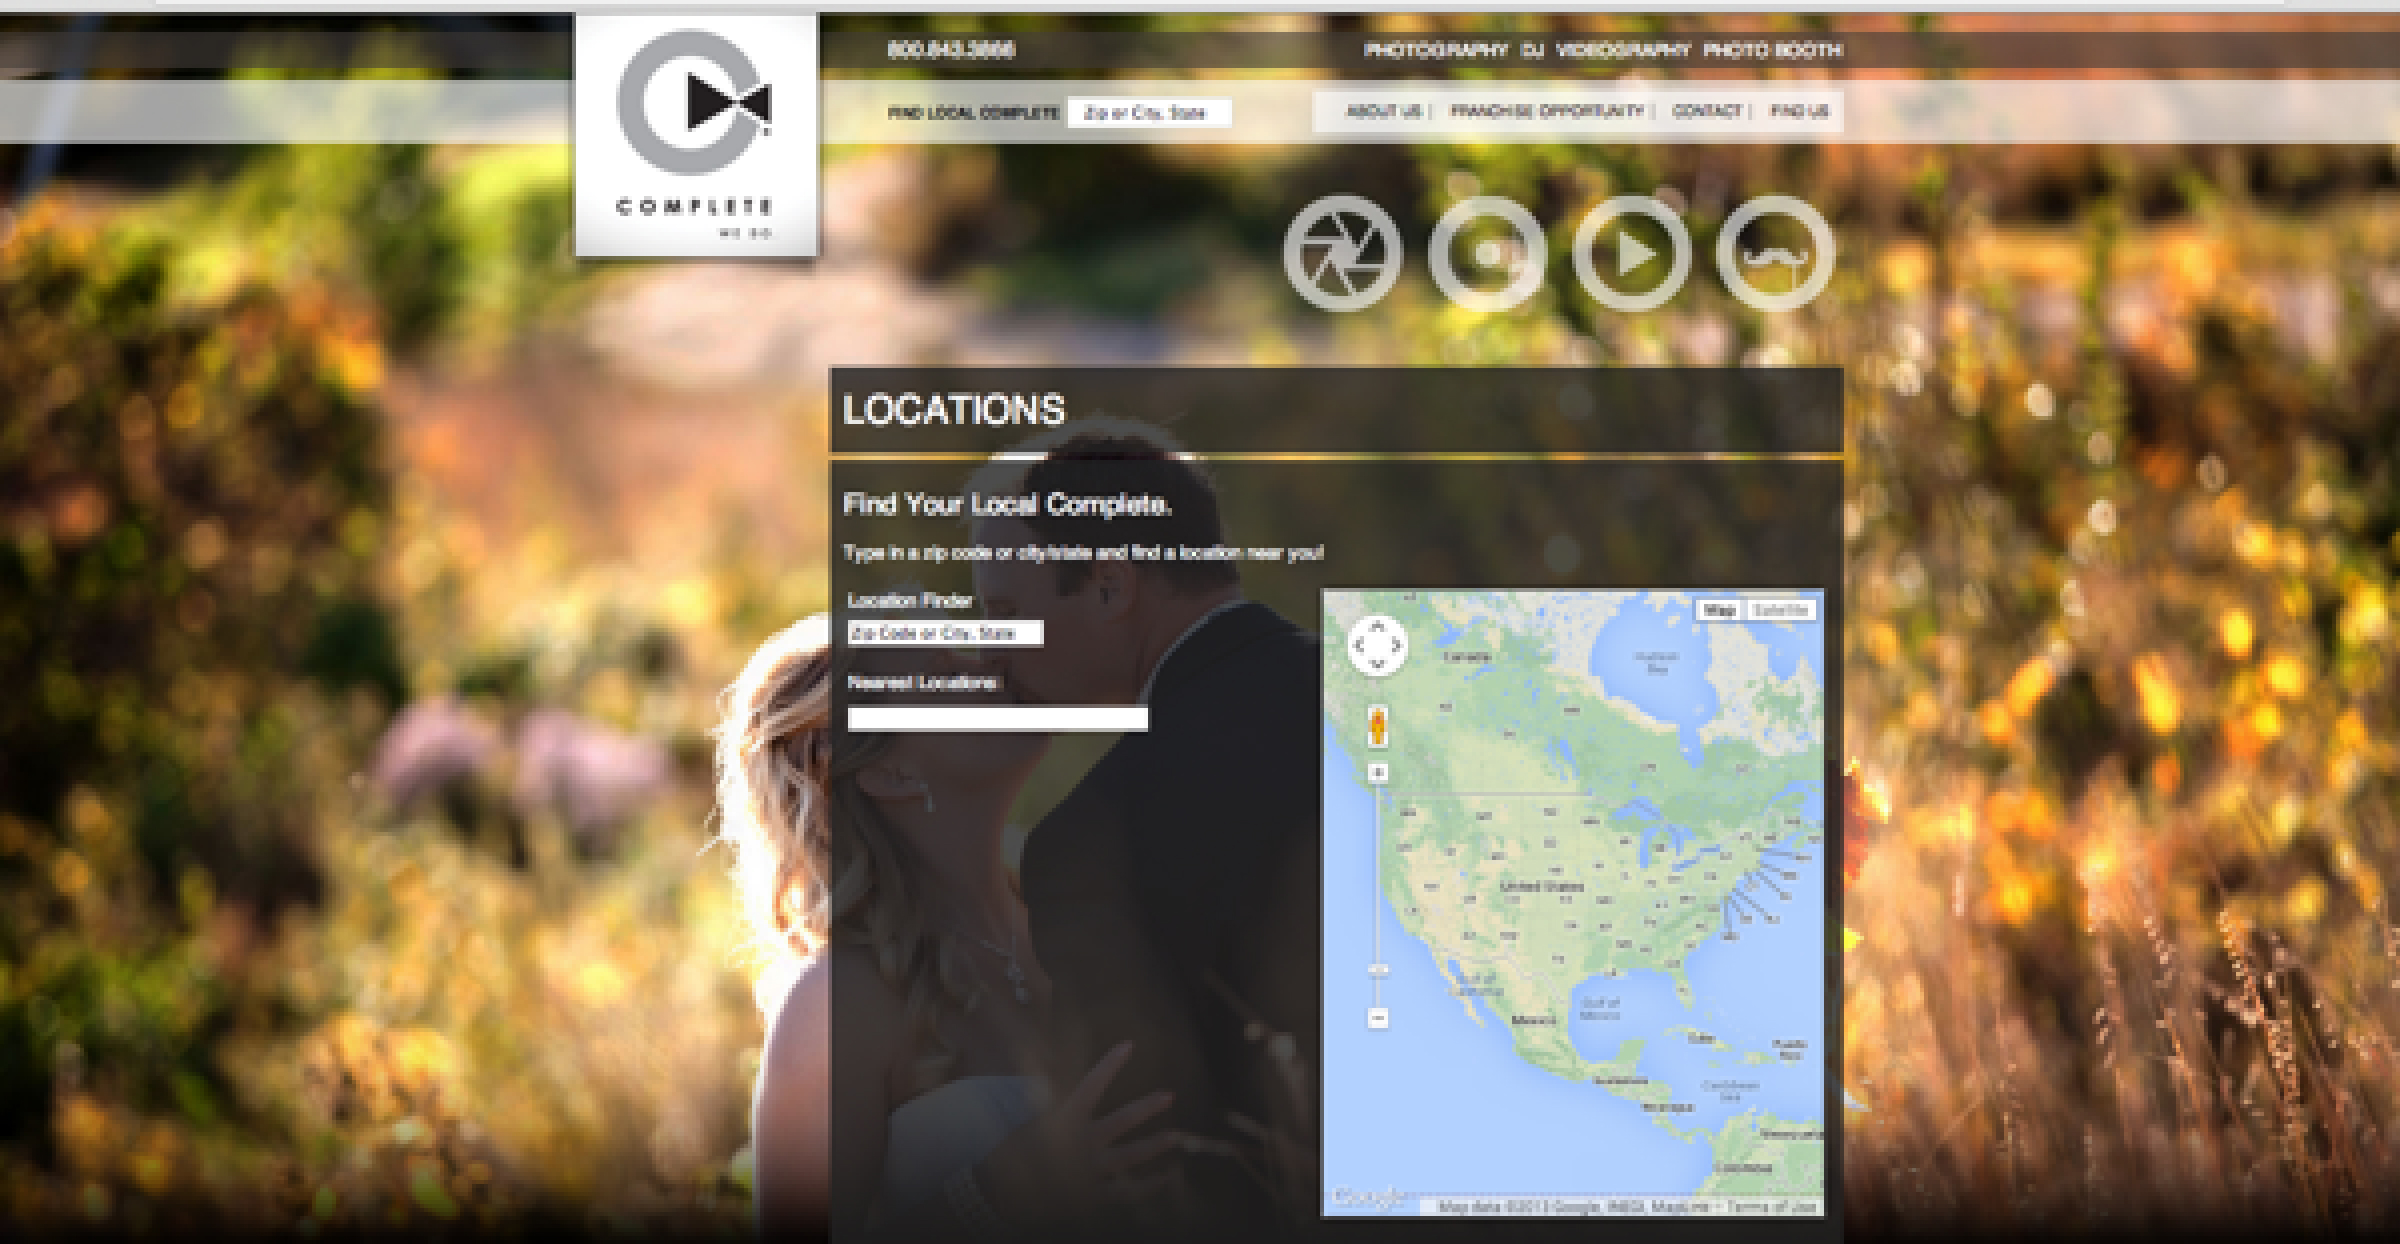 COMPLETE
WE DO.
800.843.3866
PHOTOGRAPHY DJ VIDEOGRAPHY PHOTO BOOTH
FIND LOCAL COMPLETE Zip or City, State
ABOUT US | FRANCHISE OPPORTUNITY | CONTACT | FIND US
LOCATIONS
Find Your Local Complete.
Type in a zip code or city/state and find a location near you!
Location Finder
Zip Code or City, State
Nearest Locations:
Map Satellite
Canada
Hudson Bay
United States
Gulf of California
Gulf of Mexico
Mexico
Cuba
Puerto Rico
Guatemala
Caribbean Sea
Nicaragua
Venezuela
Colombia
Google
Map data ©2013 Google, INEGI, MapLink - Terms of Use